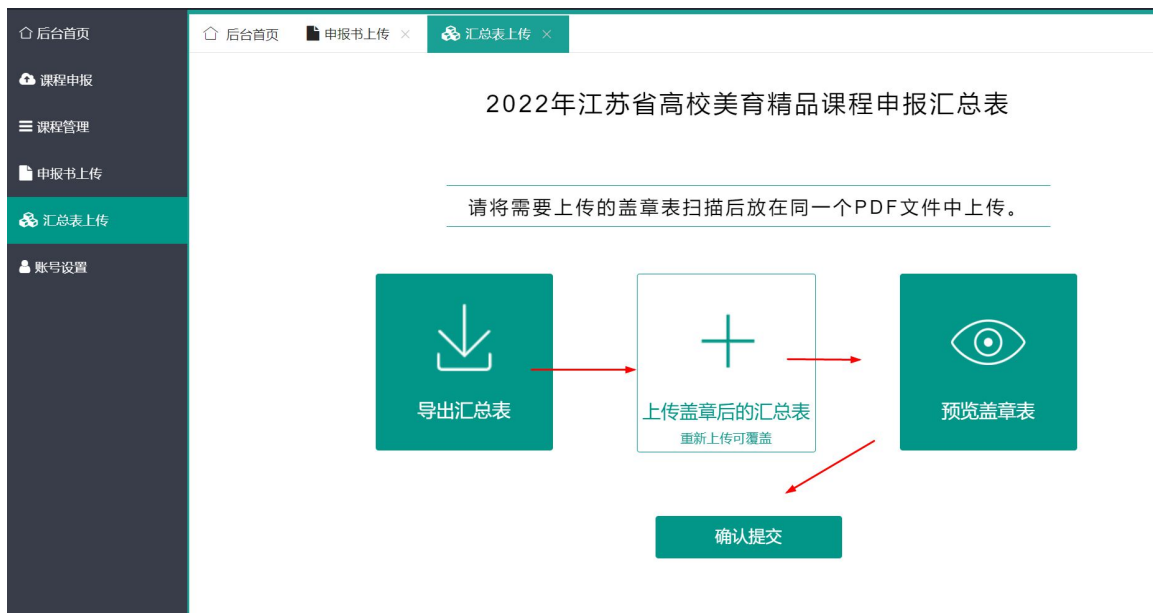 后台首页
课程申报
课程管理
申报书上传
汇总表上传
账号设置
后台首页 申报书上传 汇总表上传
2022年江苏省高校美育精品课程申报汇总表
请将需要上传的盖章表扫描后放在同一个PDF文件中上传。
导出汇总表
上传盖章后的汇总表
重新上传可覆盖
预览盖章表
确认提交